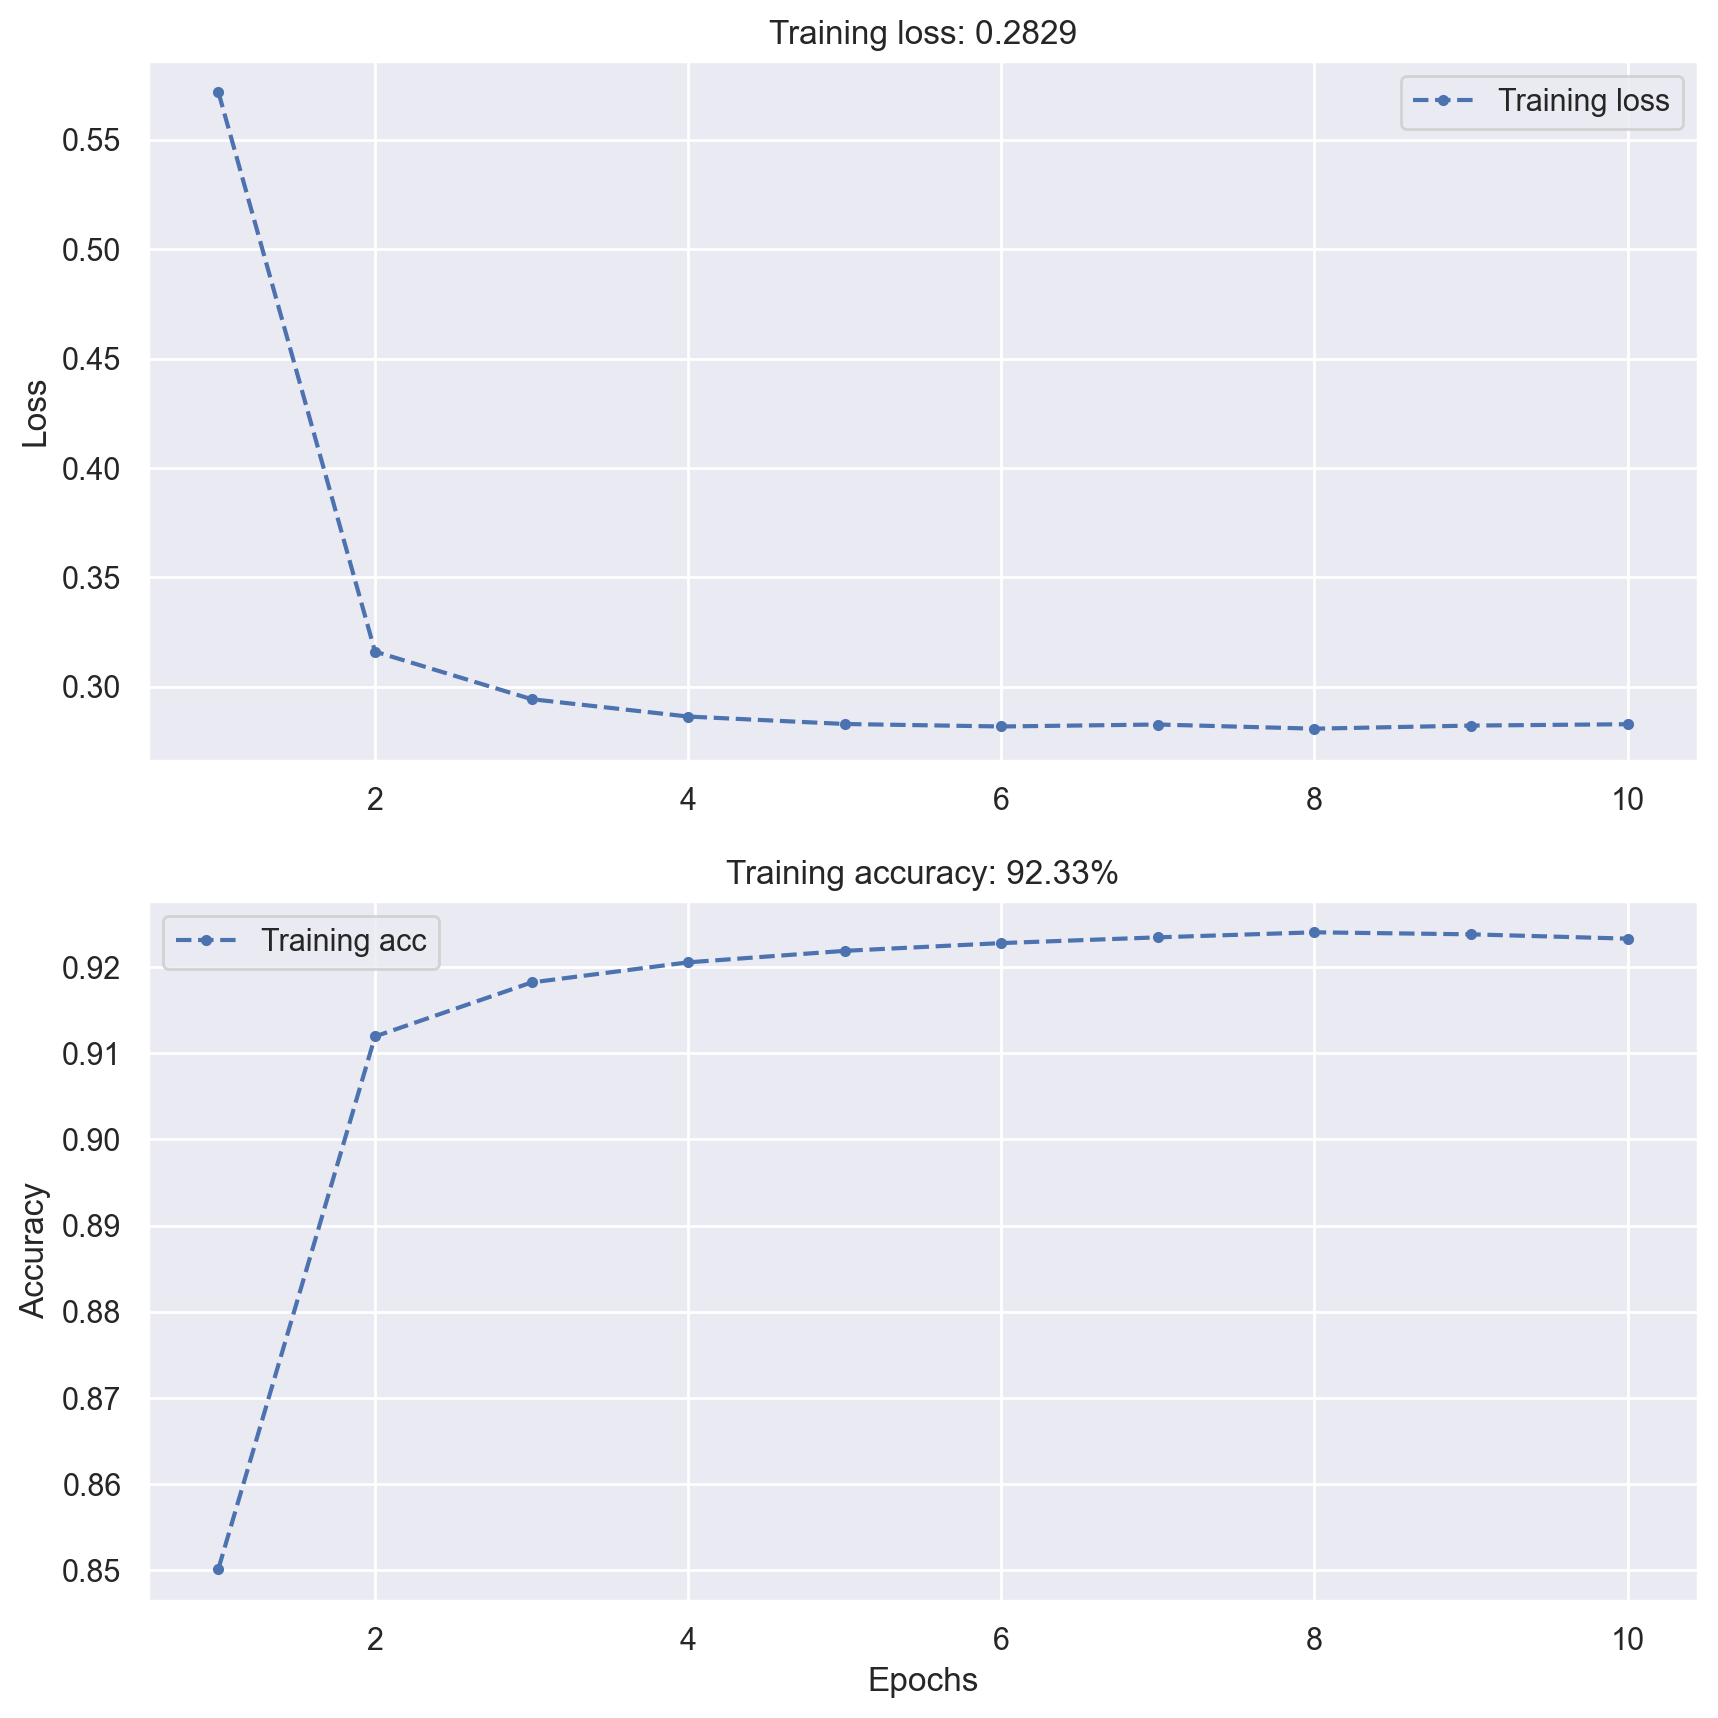 Training loss: 0.2829
Training loss
0.55
0.50
0.45
0.40
0.35
0.30
Loss
2 4 6 8 10
Training accuracy: 92.33%
Training acc
0.92
0.91
0.90
0.89
0.88
0.87
0.86
0.85
Accuracy
2 4 6 8 10
Epochs